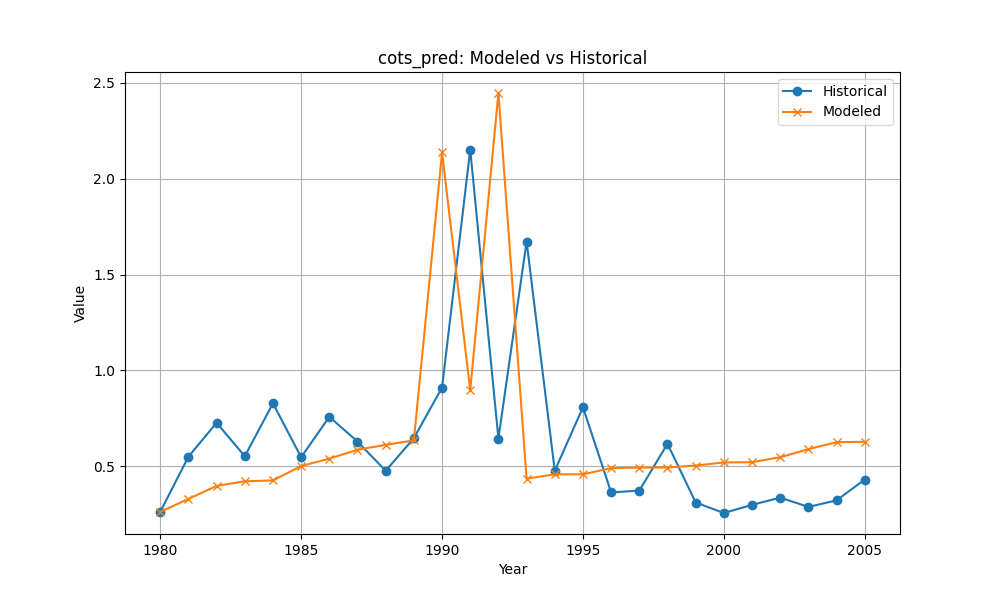 cots_pred: Modeled vs Historical
Historical
Modeled
Value
2.5
2.0
1.5
1.0
0.5
1980 1985 1990 1995 2000 2005
Year